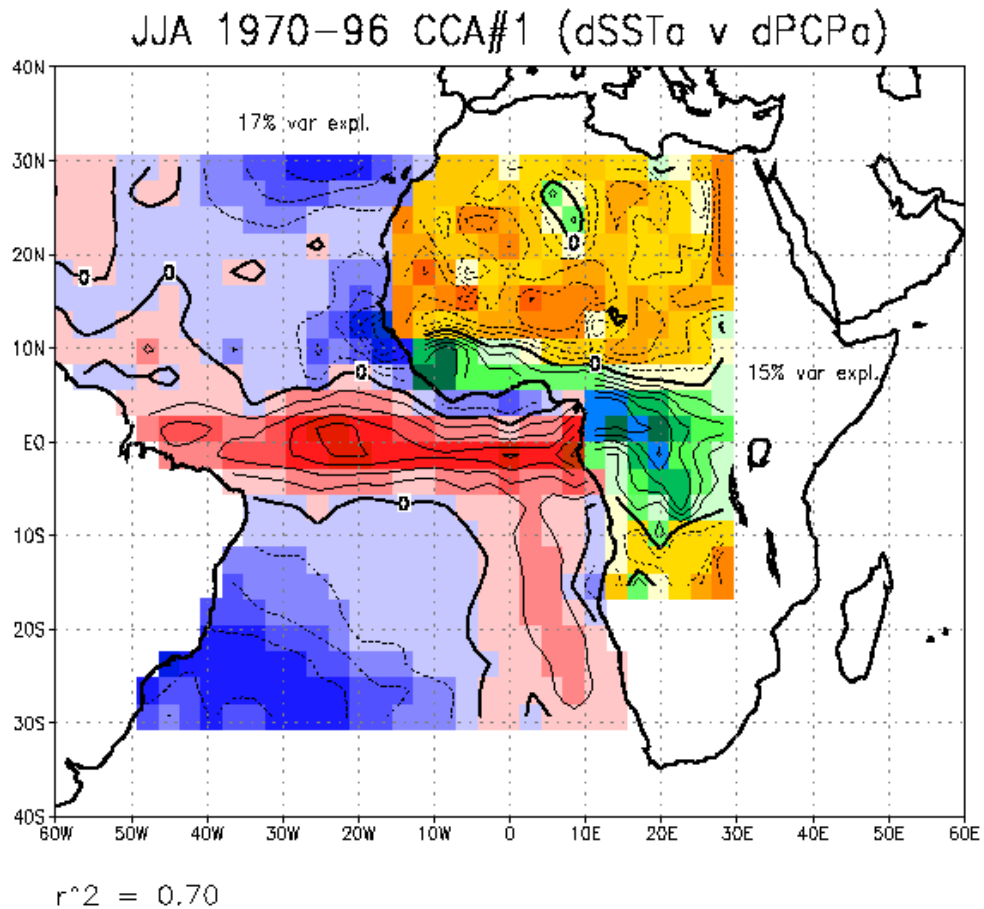 JJA 1970-96 CCA#1 (dSSTa v dPCPa)
40N
17% var expl.
30N
0
20N
0
0
10N
0
0
15% var expl.
EQ
0
10S
20S
30S
40S
60W 50W 40W 30W 20W 10W 0 10E 20E 30E 40E 50E 60E
r^2 = 0.70